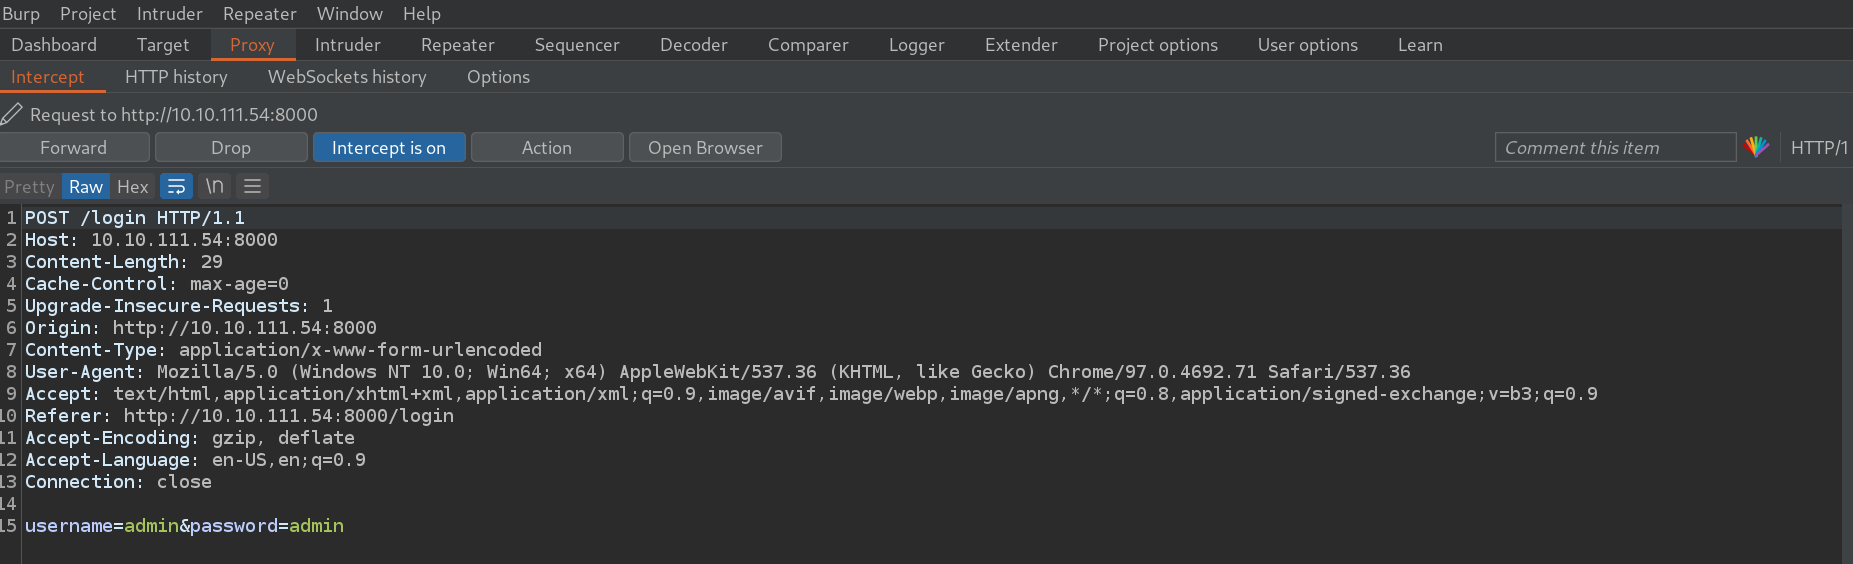 Burp Project Intruder Repeater Window Help
Dashboard Target Proxy Intruder Repeater Sequencer Decoder Comparer Logger Extender Project options User options Learn
Intercept HTTP history WebSockets history Options
Request to http://10.10.111.54:8000
Forward Drop Intercept is on Action Open Browser Comment this item HTTP/1
Pretty Raw Hex \n
1 POST /login HTTP/1.1
2 Host: 10.10.111.54:8000
3 Content-Length: 29
4 Cache-Control: max-age=0
5 Upgrade-Insecure-Requests: 1
6 Origin: http://10.10.111.54:8000
7 Content-Type: application/x-www-form-urlencoded
8 User-Agent: Mozilla/5.0 (Windows NT 10.0; Win64; x64) AppleWebKit/537.36 (KHTML, like Gecko) Chrome/97.0.4692.71 Safari/537.36
9 Accept: text/html,application/xhtml+xml,application/xml;q=0.9,image/avif,image/webp,image/apng,*/*;q=0.8,application/signed-exchange;v=b3;q=0.9
10 Referer: http://10.10.111.54:8000/login
11 Accept-Encoding: gzip, deflate
12 Accept-Language: en-US,en;q=0.9
13 Connection: close
14
15 username=admin&password=admin